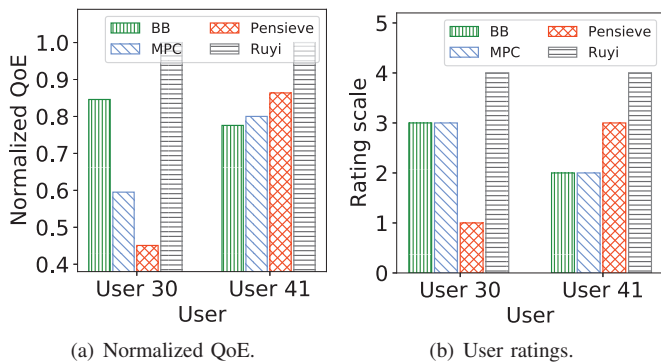 BB Pensieve
MPC Ruyi
1.0
0.9
0.8
0.7
0.6
0.5
0.4
Normalized QoE
User 30 User 41
User
(a) Normalized QoE.
BB Pensieve
MPC Ruyi
5
4
3
2
1
0
Rating scale
User 30 User 41
User
(b) User ratings.